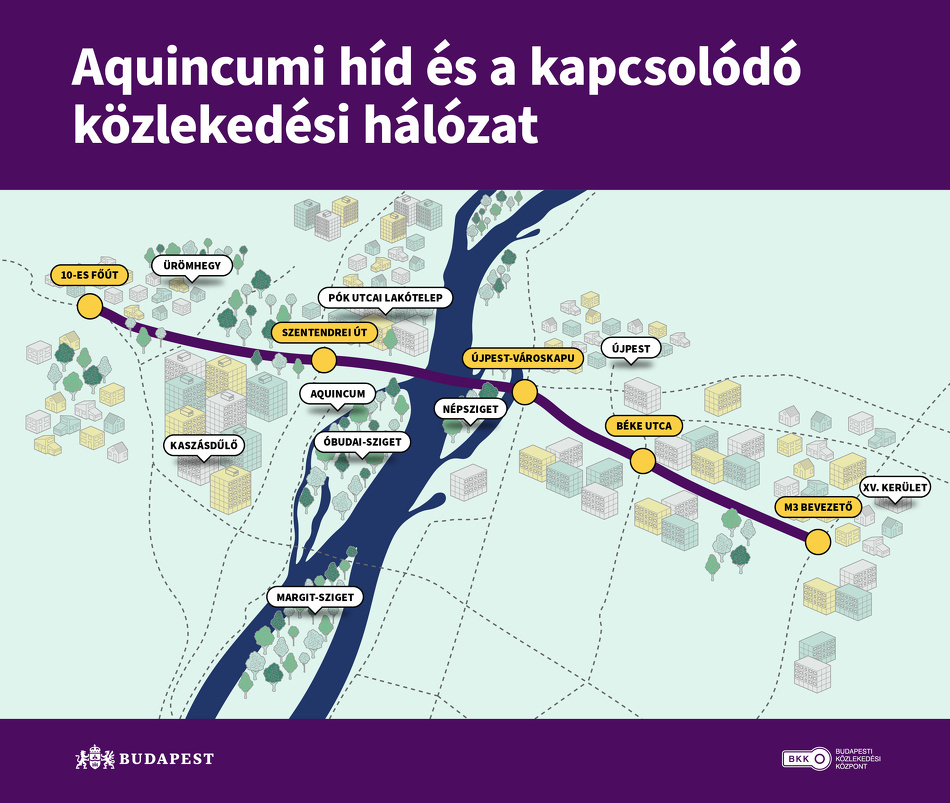 Aquincumi híd és a kapcsolódó
közlekedési hálózat
10-ES FŐÚT
ÜRÖMHEGY
PÓK UTCAI LAKÓTELEP
SZENTENDREI ÚT
ÚJPEST-VÁROSKAPU
ÚJPEST
AQUINCUM
NÉPSZIGET
BÉKE UTCA
KASZÁSDŰLŐ
ÓBUDAI-SZIGET
XV. KERÜLET
M3 BEVEZETŐ
MARGIT-SZIGET
BUDAPEST
BKK
BUDAPESTI
KÖZLEKEDÉSI
KÖZPONT